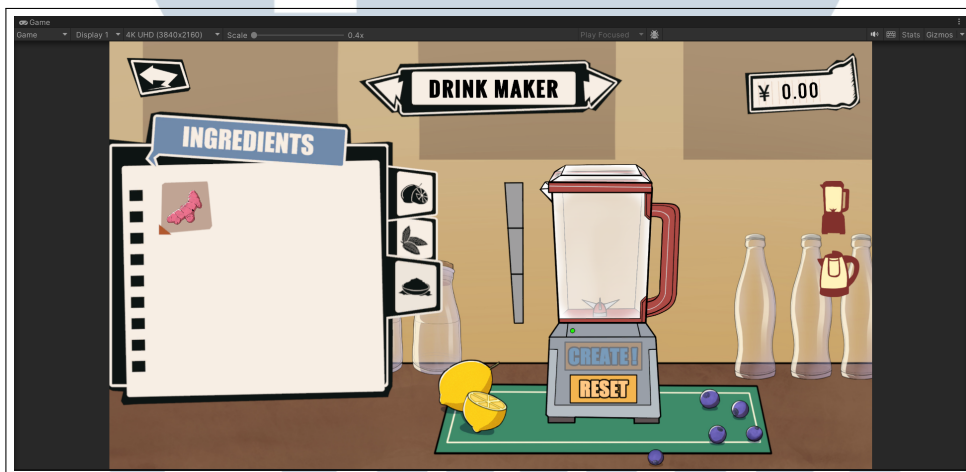 Game
Game Display 1 4K UHD (3840x2160) Scale 0.4x Play Focused Stats Gizmos
DRINK MAKER
¥ 0.00
INGREDIENTS
CREATE!
RESET